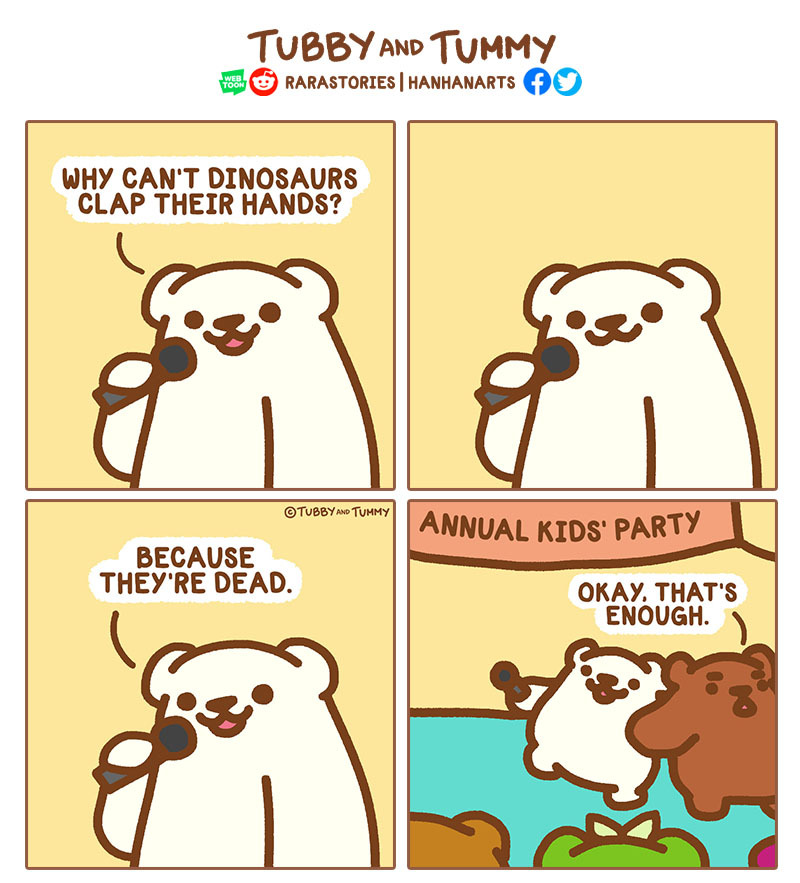 TUBBY AND TUMMY
WEB
TOON
RARASTORIES | HANHANARTS
WHY CAN'T DINOSAURS
CLAP THEIR HANDS?
©TUBBY AND TUMMY
BECAUSE
THEY'RE DEAD.
ANNUAL KIDS' PARTY
OKAY, THAT'S
ENOUGH.